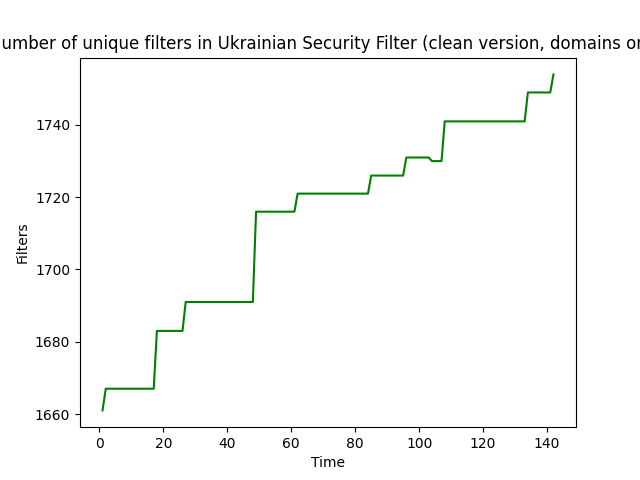 umber of unique filters in Ukrainian Security Filter (clean version, domains or
1740
1720
1700
1680
1660
Filters
0 20 40 60 80 100 120 140
Time